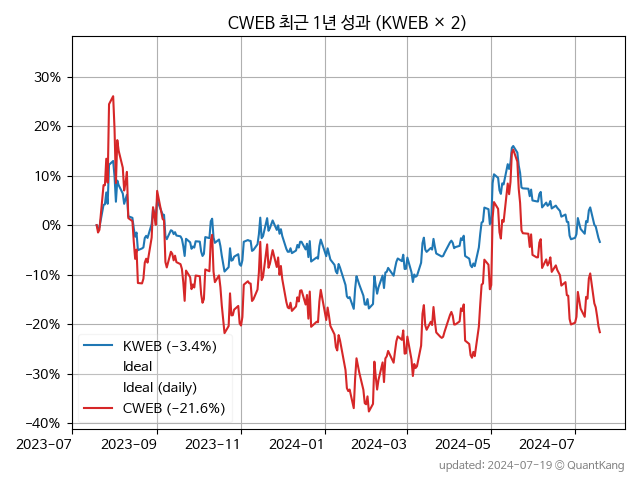 CWEB 최근 1년 성과 (KWEB × 2)
30%
20%
10%
0%
−10%
−20%
−30%
−40%
KWEB (−3.4%)
Ideal
Ideal (daily)
CWEB (−21.6%)
2023-07
2023-09
2023-11
2024-01
2024-03
2024-05
2024-07
updated: 2024-07-19 © QuantKang